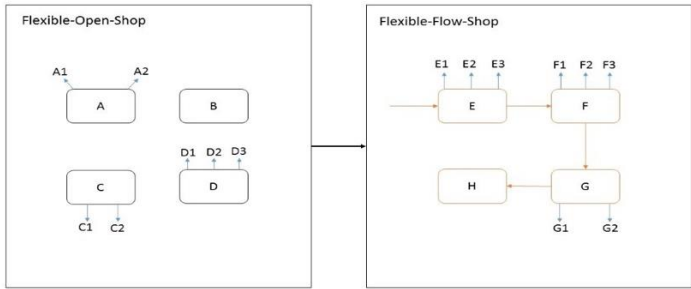 Flexible-Open-Shop
A1 A2
A B
D1 D2 D3
C D
C1 C2
Flexible-Flow-Shop
E1 E2 E3 F1 F2 F3
E F
H G
G1 G2